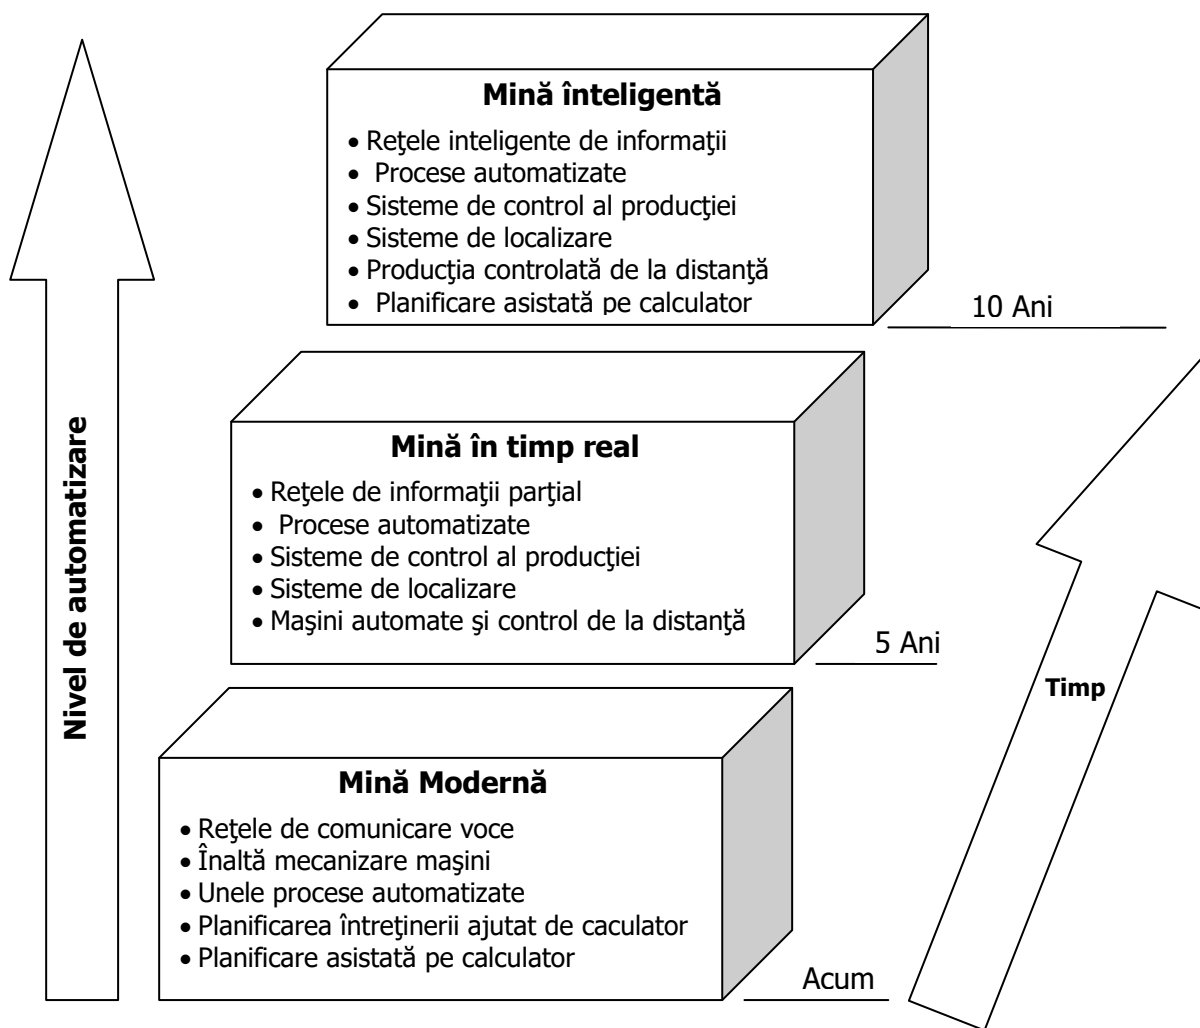 Mină înteligentă
• Reţele inteligente de informaţii
• Procese automatizate
• Sisteme de control al producţiei
• Sisteme de localizare
• Producţia controlată de la distanţă
• Planificare asistată pe calculator
10 Ani
Nivel de automatizare
Mină în timp real
• Reţele de informaţii parţial
• Procese automatizate
• Sisteme de control al producţiei
• Sisteme de localizare
• Maşini automate şi control de la distanţă
5 Ani
Timp
Mină Modernă
• Reţele de comunicare voce
• Înaltă mecanizare maşini
• Unele procese automatizate
• Planificarea întreţinerii ajutat de caculator
• Planificare asistată pe calculator
Acum